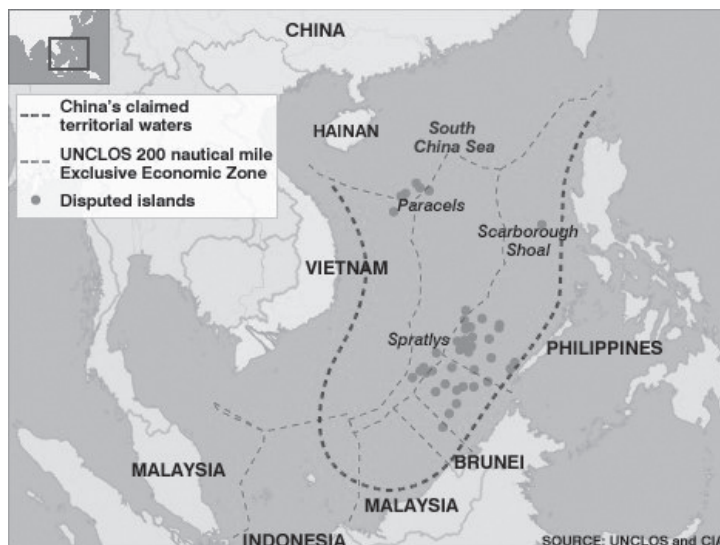 CHINA
China's claimed
territorial waters
UNCLOS 200 nautical mile
Exclusive Economic Zone
Disputed islands
HAINAN
South
China Sea
Paracels
Scarborough
Shoal
VIETNAM
Spratlys
PHILIPPINES
BRUNEI
MALAYSIA
MALAYSIA
INDONESIA
SOURCE: UNCLOS and CIA